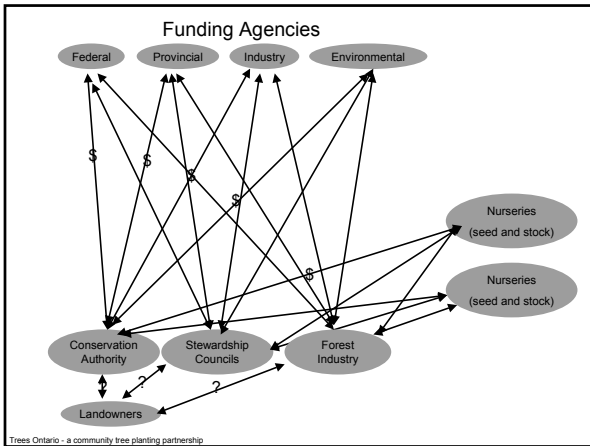 Funding Agencies
Federal
Provincial
Industry
Environmental
$
$
$
$
$
Nurseries
(seed and stock)
Nurseries
(seed and stock)
Conservation
Authority
Stewardship
Councils
Forest
Industry
?
?
?
Landowners
Trees Ontario - a community tree planting partnership